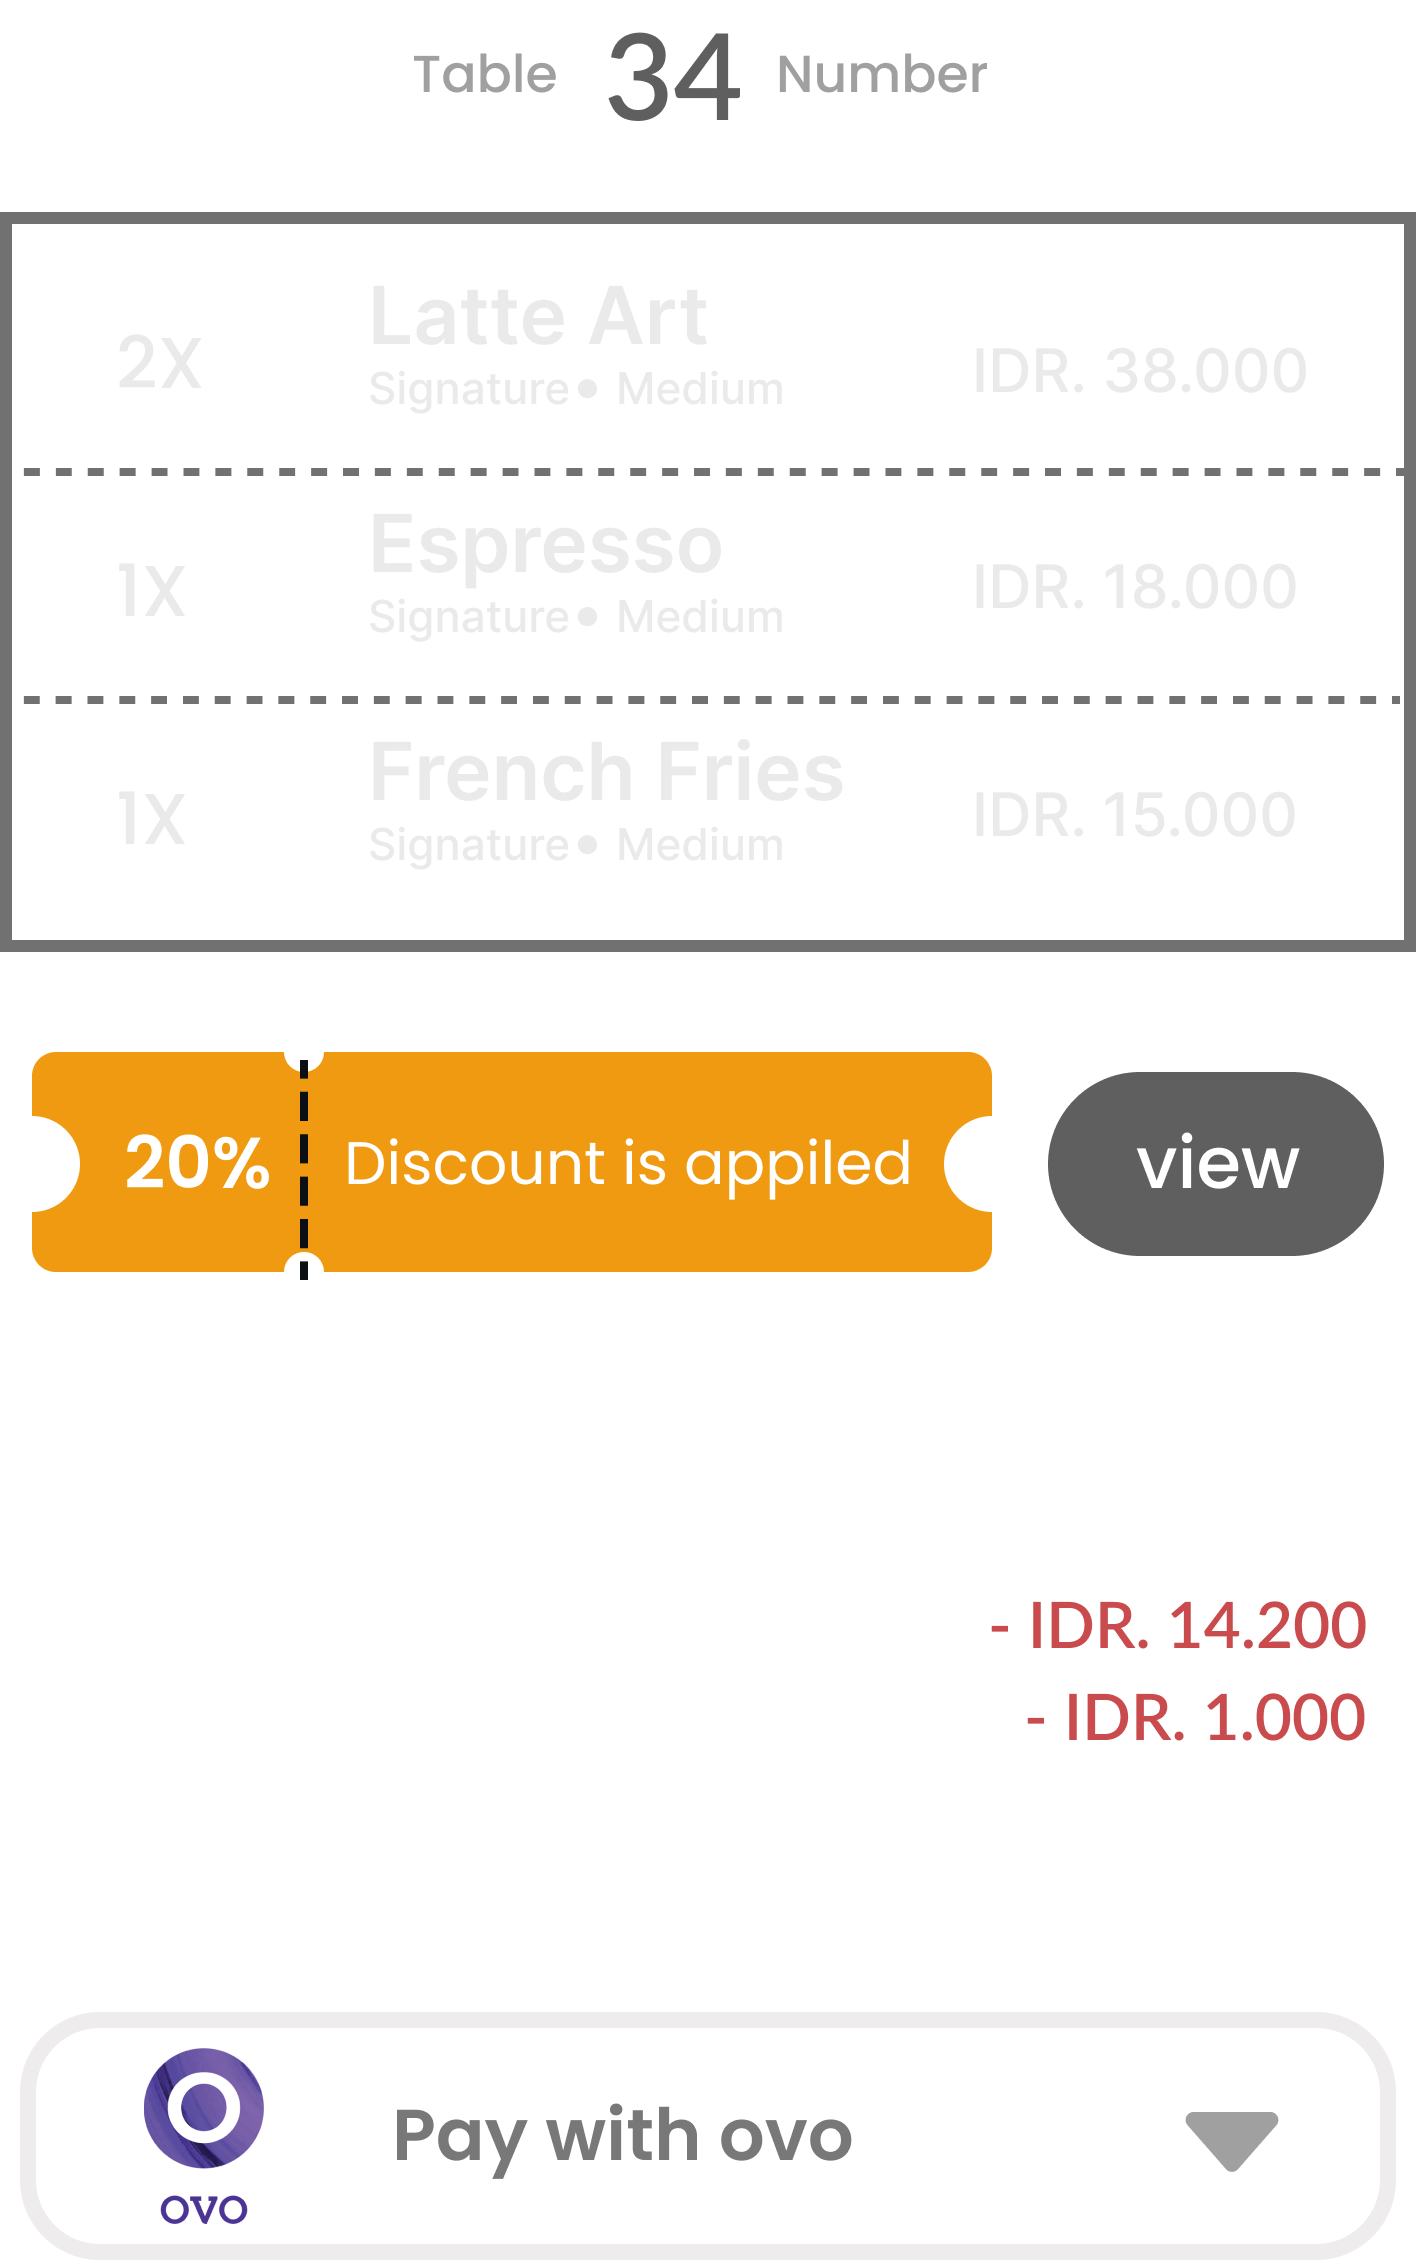 Table 34 Number
2X Latte Art IDR. 38.000
Signature • Medium
1X Espresso IDR. 18.000
Signature • Medium
1X French Fries IDR. 15.000
Signature • Medium
20% Discount is appiled view
- IDR. 14.200
- IDR. 1.000
Pay with ovo
ovo